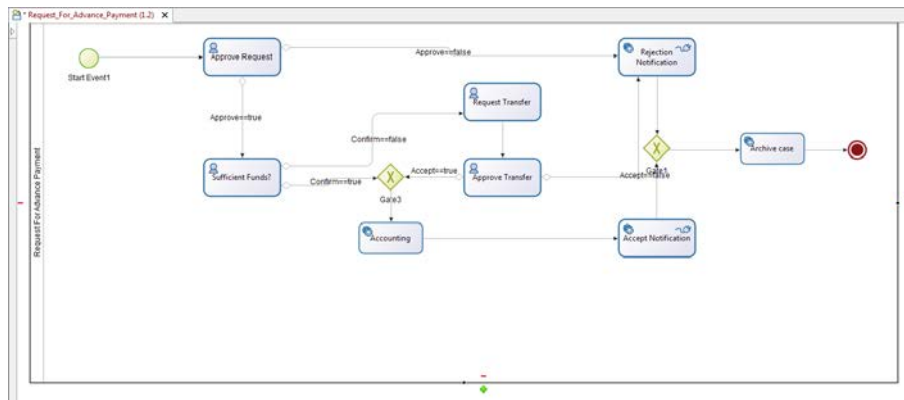 * Request_For_Advance_Payment (1.2)
Approve Request
Approve==false
Rejection
Notification
Start Event1
Request Transfer
Approve==true
Confirm==false
Archive case
Sufficient Funds?
Confirm==true
Accept==true
Approve Transfer
Accept==false
Gate1
Gate3
Accounting
Accept Notification
Request For Advance Payment